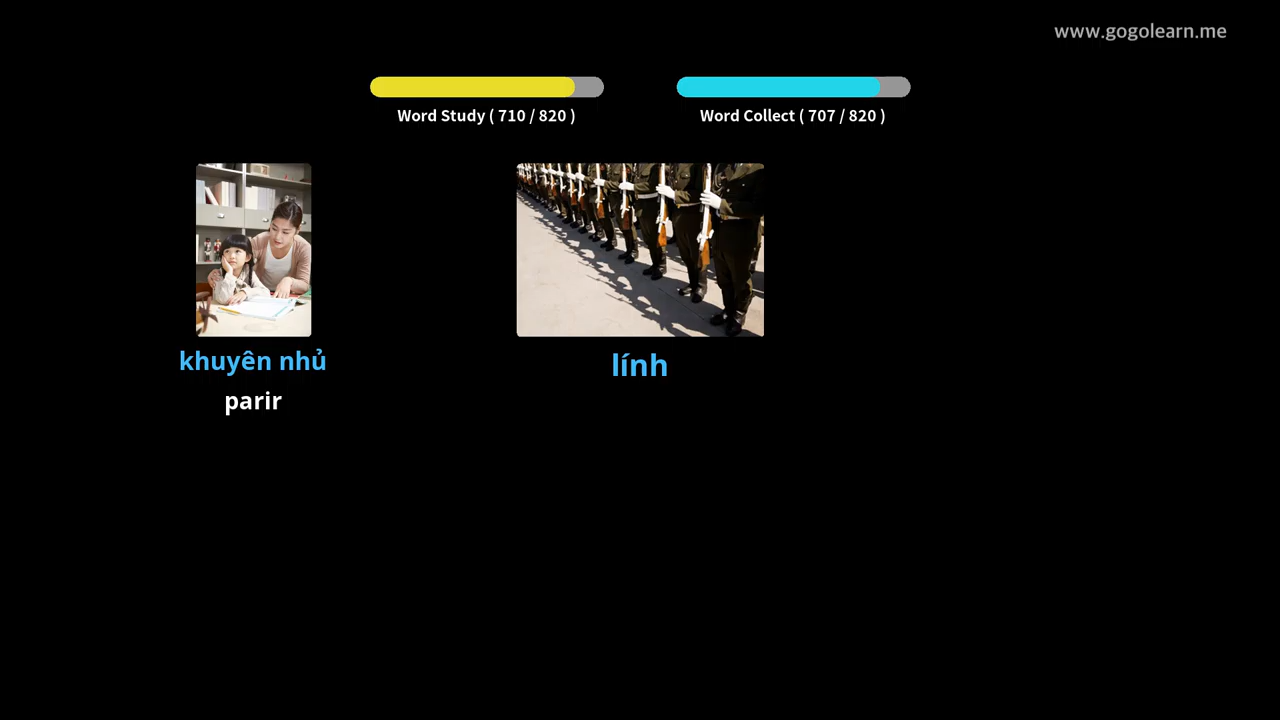 www.gogolearn.me
Word Study ( 710 / 820 )
Word Collect ( 707 / 820 )
khuyên nhủ
parir
lính